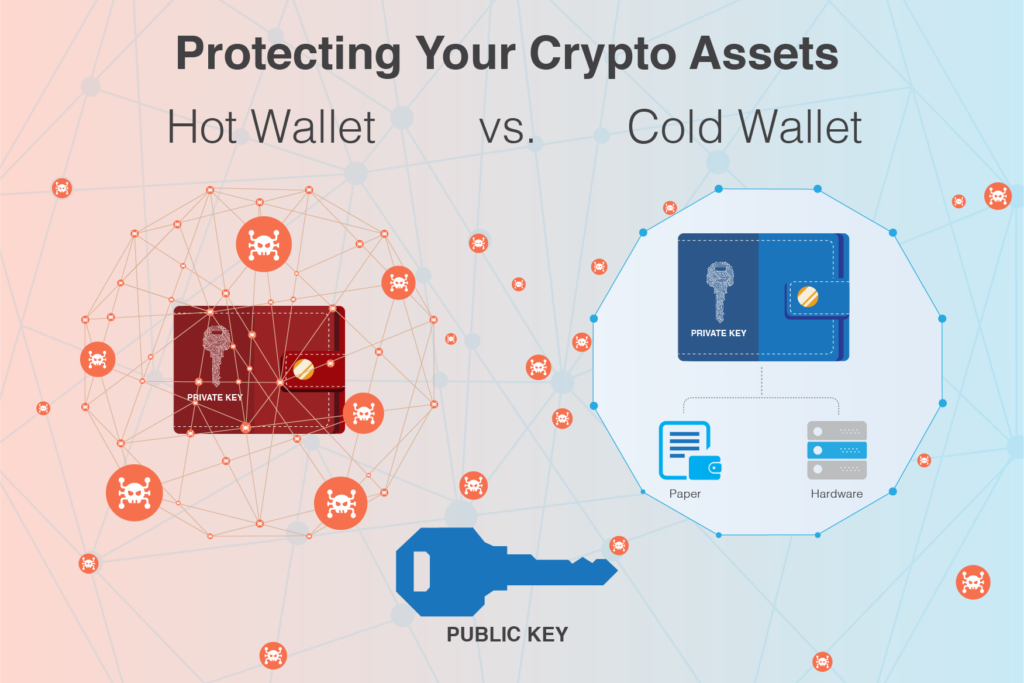 Protecting Your Crypto Assets
Hot Wallet vs. Cold Wallet
PRIVATE KEY
PRIVATE KEY
Paper
Hardware
PUBLIC KEY